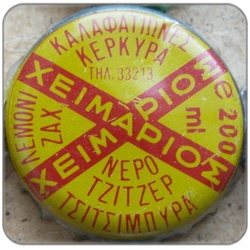 ΚΑΛΑΦΑΤΙΩΝΕΣ
ΚΕΡΚΥΡΑ
ΤΗΛ. 33213
ΧΕΙΜΑΡΙΟΣ
ΧΕΙΜΑΡΙΟΣ
ΛΕΜΟΝΙ
ΖΑΧ
e 200
ml
ΝΕΡΟ
ΤΖΙΤΖΕΡ
ΤΣΙΤΣΙΜΠΥΡΑ